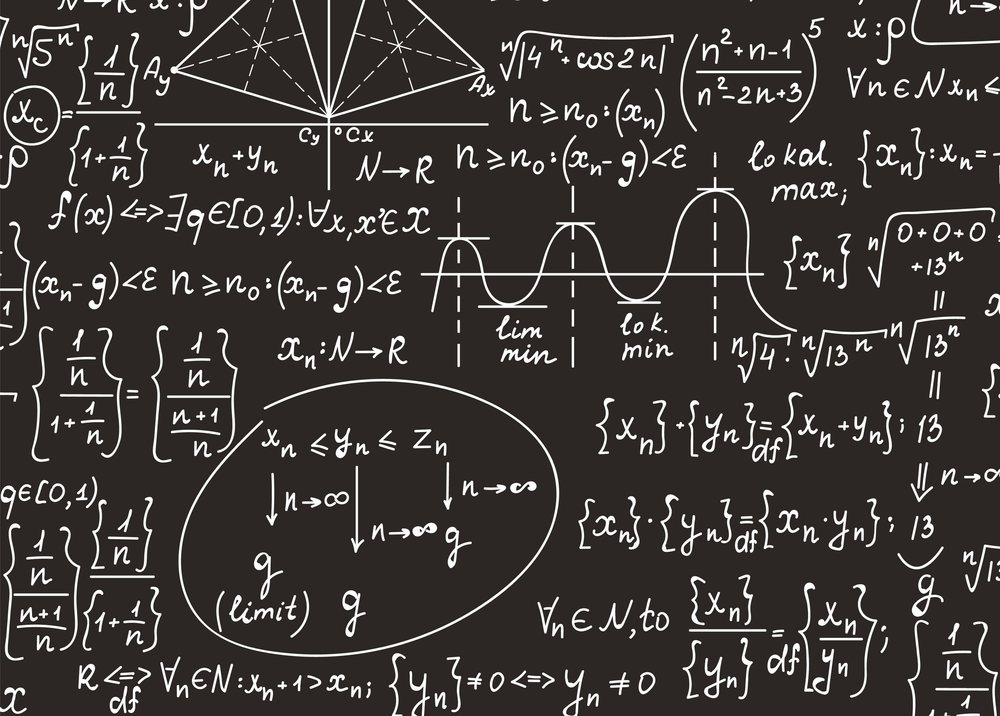 N → R x : ρ
ⁿ√5ⁿ
{1/n}
A_y
A_x
ⁿ√|4ⁿ + cos 2n|
((n² + n - 1)/(n² - 2n + 3))⁵
x : ρ
n →
∀n ∈ N x_n ≤
x_c =
{1 + 1/n}
n ≥ n₀ : (x_n)
C_y ° C_x
ρ
x_n + y_n
N → R
n ≥ n₀ : (x_n - g) < ε
lokal.
max;
{x_n} : x_n =
f(x) <=> ∃q∈[0,1) : ∀x,x'∈x
{x_n}
ⁿ√0+0+0
+13ⁿ
(x_n - g) < ε n ≥ n₀ : (x_n - g) < ε
||
lim
min
lok.
min
x_n : N → R
ⁿ√4 . ⁿ√13ⁿ
ⁿ√13ⁿ
||
{(1/n)/(1 + 1/n)} = {(1/n)/((n+1)/n)}
{x_n} + {y_n} =df {x_n + y_n}; 13
x_n ≤ y_n ≤ z_n
n → ∞
n → ∞
n → ∞
g
g
(limit)
g
⇓ n → ∞
q∈[0,1)
{x_n} · {y_n} =df {x_n · y_n}; 13
g
{(1/n)/((n+1)/n)}
{1/n}/{1 + 1/n}
∀n ∈ N, to {x_n}/{y_n} =df {x_n/y_n};
R <=>df ∀n∈N : x_n + 1 > x_n; {y_n} ≠ 0 <=> y_n ≠ 0
x